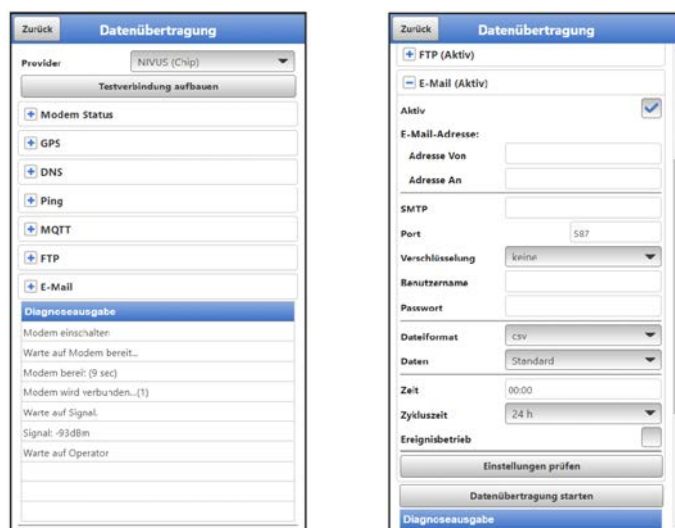 Zurück Datenübertragung
Provider NIVUS (Chip)
Testverbindung aufbauen
Modem Status
GPS
DNS
Ping
MQTT
FTP
E-Mail
Diagnoseausgabe
Modem einschalten
Warte auf Modem bereit...
Modem bereit (9 sec)
Modem wird verbunden...(1)
Warte auf Signal.
Signal: -93dBm
Warte auf Operator
Zurück Datenübertragung
FTP (Aktiv)
E-Mail (Aktiv)
Aktiv
E-Mail-Adresse:
Adresse Von
Adresse An
SMTP
Port 587
Verschlüsselung keine
Benutzername
Passwort
Dateiformat csv
Daten Standard
Zeit 00:00
Zykluszeit 24 h
Ereignisbetrieb
Einstellungen prüfen
Datenübertragung starten
Diagnoseausgabe